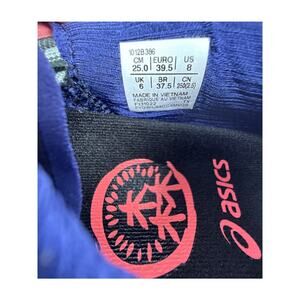 1012B386
CM EURO US
25.0 39.5 8
UK BR CN
6 37.5 250(2.5)
MADE IN VIETNAM
FABRIQUE AU VIETNAM
asics